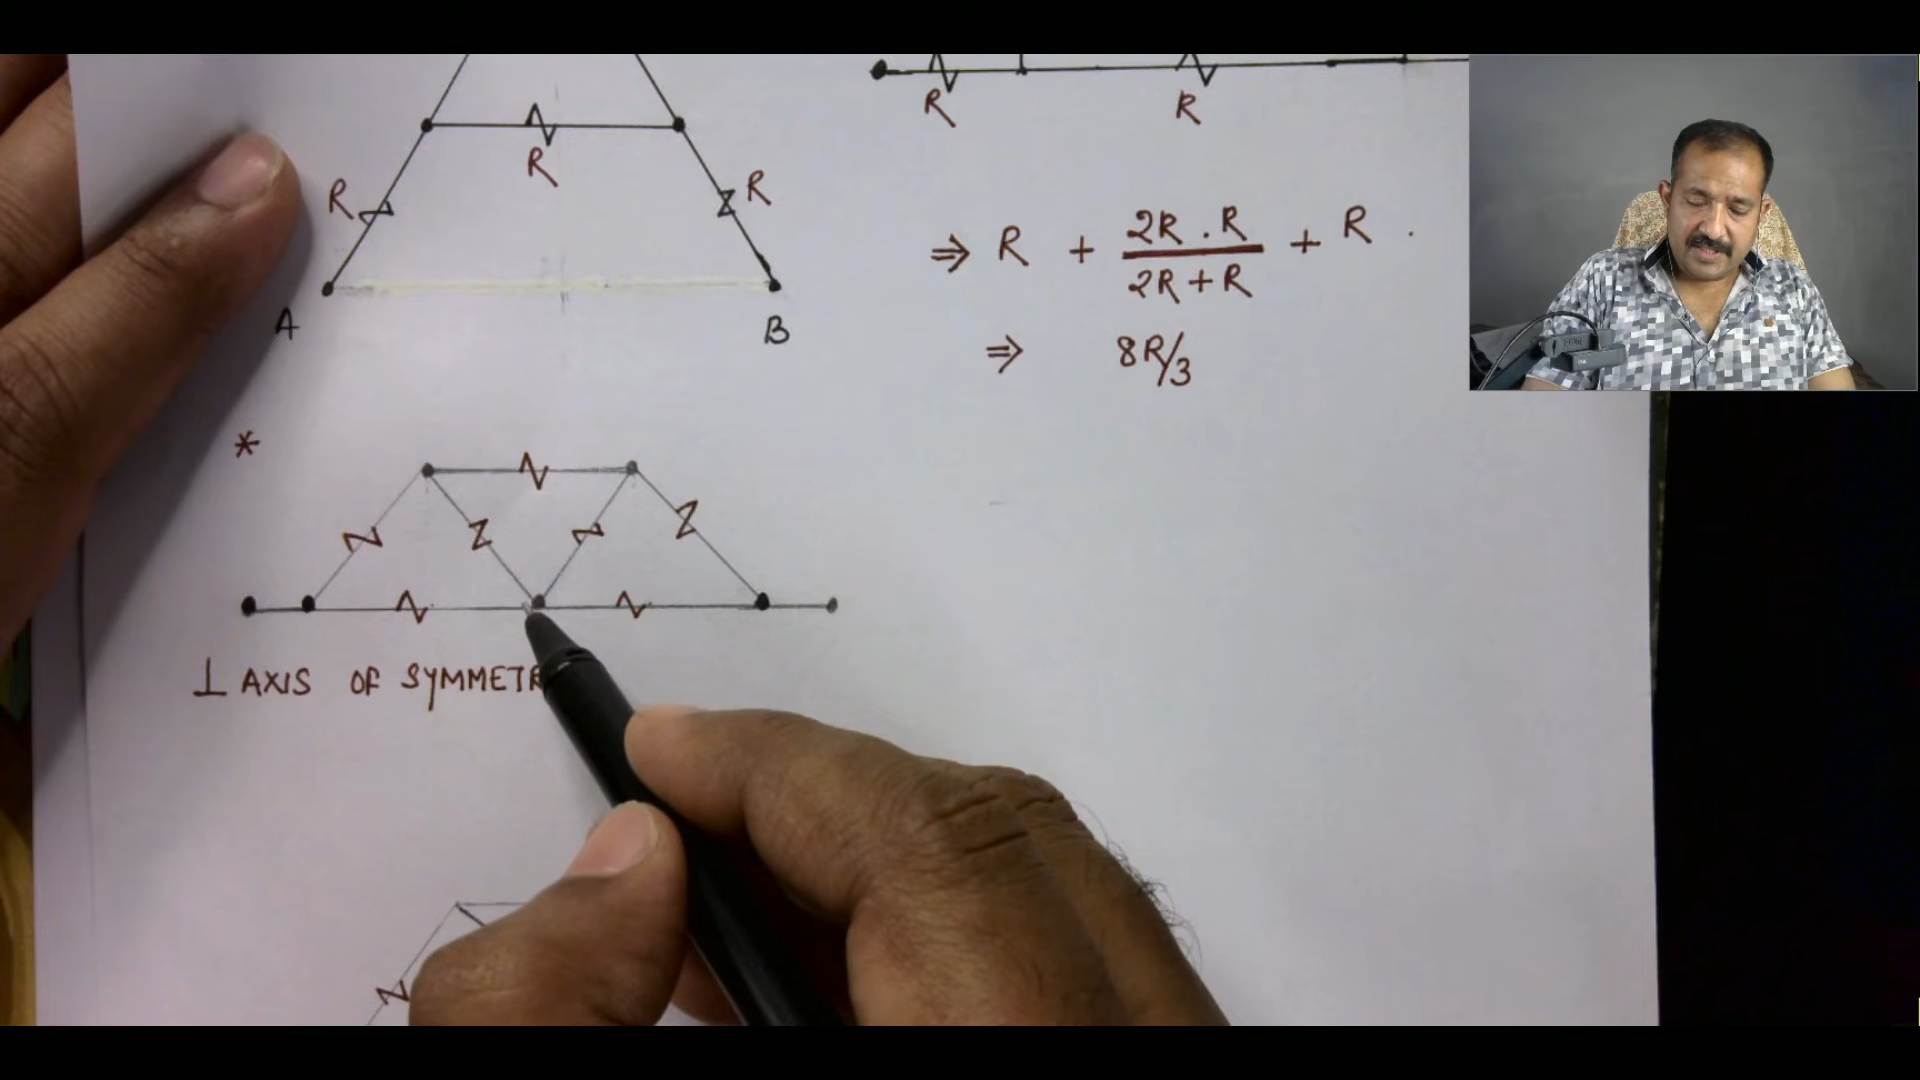 R R
R
R R
⇒ R + 2R . R / 2R + R + R .
A B
⇒ 8R/3
*
⊥ AXIS OF SYMMETR